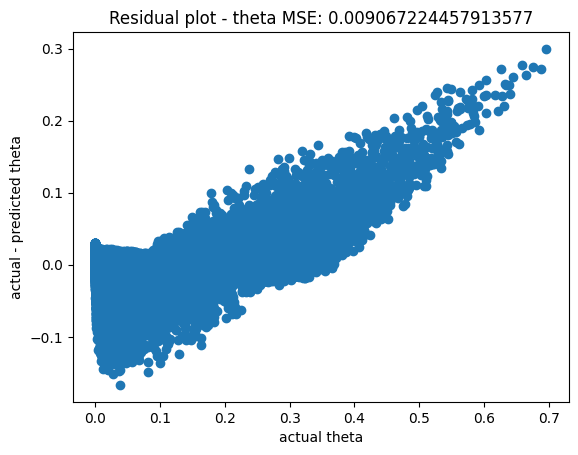 Residual plot - theta MSE: 0.009067224457913577
0.3
0.2
0.1
0.0
−0.1
actual - predicted theta
0.0 0.1 0.2 0.3 0.4 0.5 0.6 0.7
actual theta